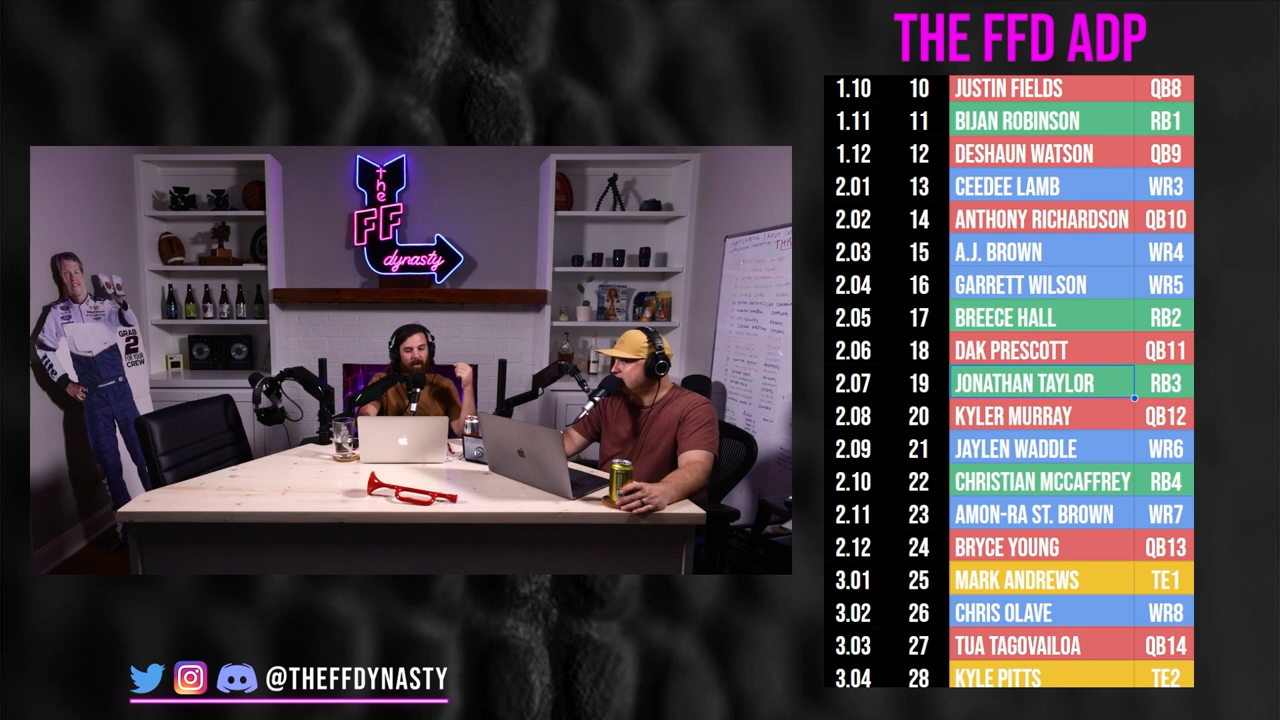 THE FFD ADP
1.10 10 JUSTIN FIELDS QB8
1.11 11 BIJAN ROBINSON RB1
1.12 12 DESHAUN WATSON QB9
2.01 13 CEEDEE LAMB WR3
2.02 14 ANTHONY RICHARDSON QB10
2.03 15 A.J. BROWN WR4
2.04 16 GARRETT WILSON WR5
2.05 17 BREECE HALL RB2
2.06 18 DAK PRESCOTT QB11
2.07 19 JONATHAN TAYLOR RB3
2.08 20 KYLER MURRAY QB12
2.09 21 JAYLEN WADDLE WR6
2.10 22 CHRISTIAN MCCAFFREY RB4
2.11 23 AMON-RA ST. BROWN WR7
2.12 24 BRYCE YOUNG QB13
3.01 25 MARK ANDREWS TE1
3.02 26 CHRIS OLAVE WR8
3.03 27 TUA TAGOVAILOA QB14
3.04 28 KYLE PITTS TE2
the
FF
dynasty
GRAB
2
FOR YOUR
CREW
@THEFFDYNASTY